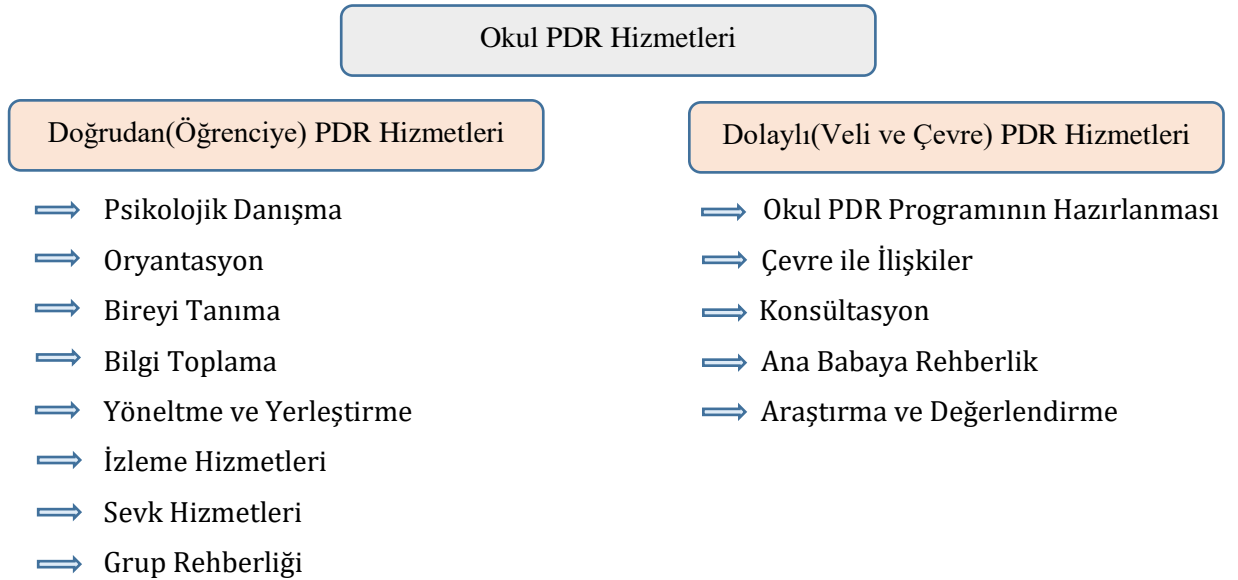 Okul PDR Hizmetleri
Doğrudan(Öğrenciye) PDR Hizmetleri
Psikolojik Danışma
Oryantasyon
Bireyi Tanıma
Bilgi Toplama
Yöneltme ve Yerleştirme
İzleme Hizmetleri
Sevk Hizmetleri
Grup Rehberliği
Dolaylı(Veli ve Çevre) PDR Hizmetleri
Okul PDR Programının Hazırlanması
Çevre ile İlişkiler
Konsültasyon
Ana Babaya Rehberlik
Araştırma ve Değerlendirme